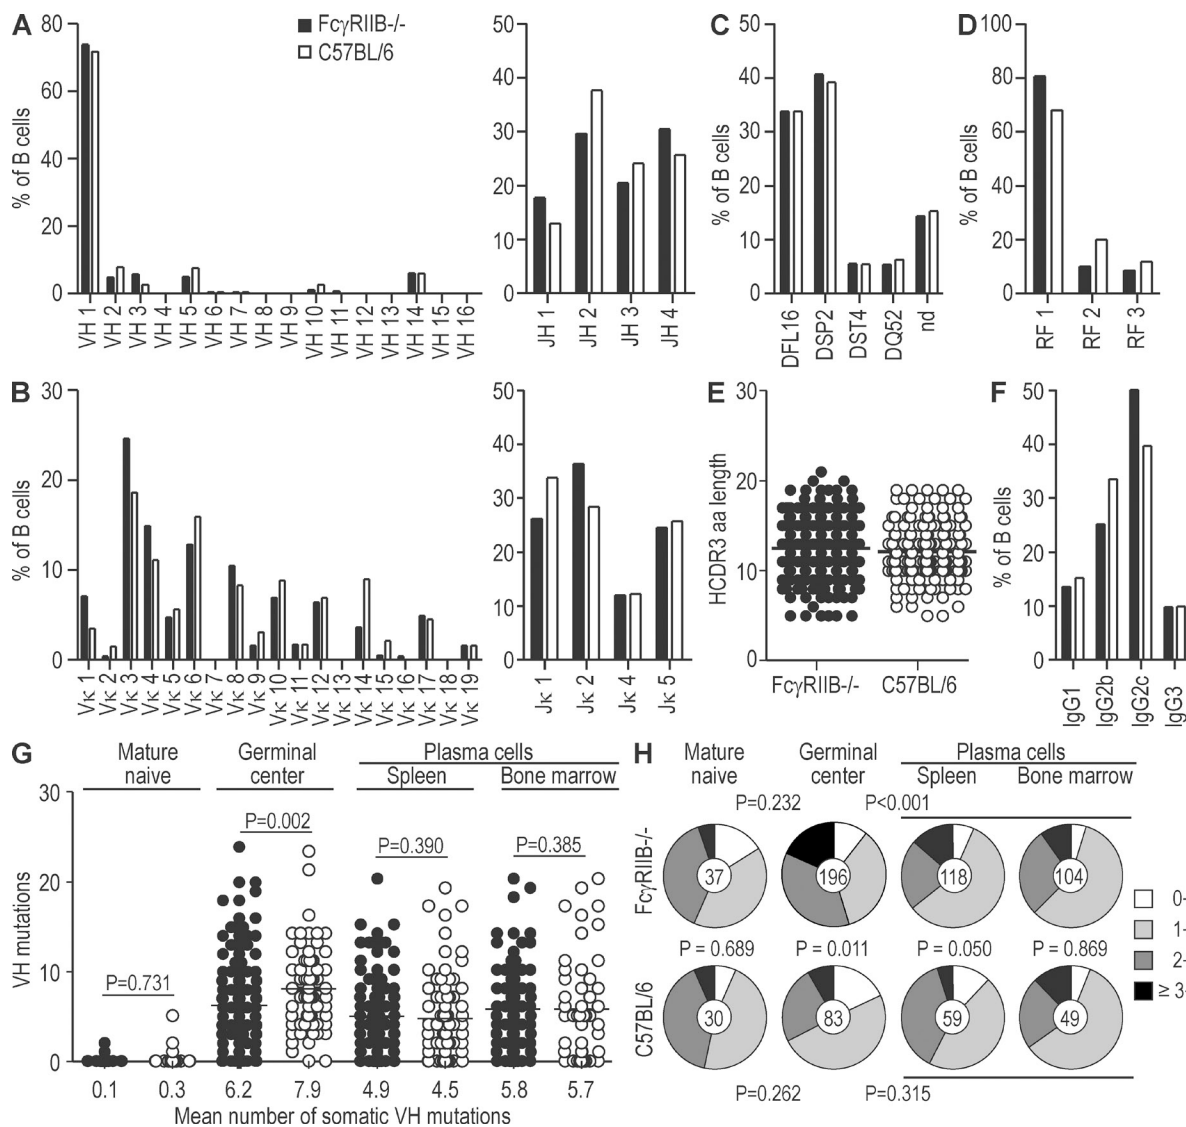 A
80
60
40
20
0
% of B cells
FcγRIIB-/-
C57BL/6
VH 1
VH 2
VH 3
VH 4
VH 5
VH 6
VH 7
VH 8
VH 9
VH 10
VH 11
VH 12
VH 13
VH 14
VH 15
VH 16
50
40
30
20
10
0
JH 1
JH 2
JH 3
JH 4
C
50
40
30
20
10
0
% of B cells
DFL16
DSP2
DST4
DQ52
nd
D
100
80
60
40
20
0
% of B cells
RF 1
RF 2
RF 3
B
30
20
10
0
% of B cells
Vκ 1
Vκ 2
Vκ 3
Vκ 4
Vκ 5
Vκ 6
Vκ 7
Vκ 8
Vκ 9
Vκ 10
Vκ 11
Vκ 12
Vκ 13
Vκ 14
Vκ 15
Vκ 16
Vκ 17
Vκ 18
Vκ 19
50
40
30
20
10
0
Jκ 1
Jκ 2
Jκ 4
Jκ 5
E
30
20
10
0
HCDR3 aa length
FcγRIIB-/-
C57BL/6
F
50
40
30
20
10
0
% of B cells
IgG1
IgG2b
IgG2c
IgG3
G
Mature
naive
Germinal
center
Plasma cells
Spleen
Bone marrow
30
20
10
0
VH mutations
P=0.731
P=0.002
P=0.390
P=0.385
0.1
0.3
6.2
7.9
4.9
4.5
5.8
5.7
Mean number of somatic VH mutations
H
Mature
naive
Germinal
center
Plasma cells
Spleen
Bone marrow
P=0.232
P<0.001
FcγRIIB-/-
37
196
118
104
P = 0.689
P = 0.011
P = 0.050
P = 0.869
C57BL/6
30
83
59
49
P=0.262
P=0.315
0-
1-
2-
≥ 3-